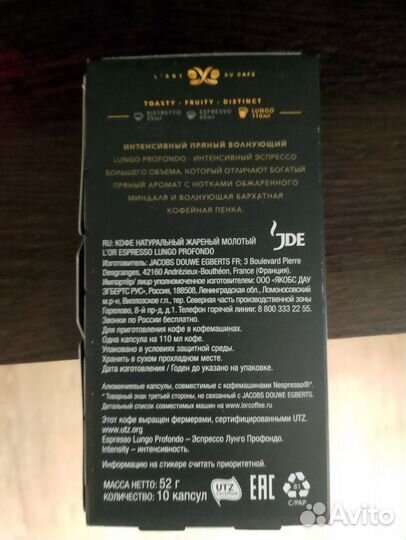 L'ART DU CAFÉ
TOASTY · FRUITY · DISTINCT
RISTRETTO 25ml ESPRESSO 40ml LUNGO 110ml
ИНТЕНСИВНЫЙ ПРЯНЫЙ ВОЛНУЮЩИЙ
LUNGO PROFONDO - ИНТЕНСИВНЫЙ ЭСПРЕССО
БОЛЬШЕГО ОБЪЕМА, КОТОРЫЙ ОТЛИЧАЮТ БОГАТЫЙ
ПРЯНЫЙ АРОМАТ С НОТКАМИ ОБЖАРЕННОГО
МИНДАЛЯ И ВОЛНУЮЩАЯ БАРХАТНАЯ
КОФЕЙНАЯ ПЕНКА.
JDE
RU: КОФЕ НАТУРАЛЬНЫЙ ЖАРЕНЫЙ МОЛОТЫЙ
L'OR ESPRESSO LUNGO PROFONDO
Изготовитель: JACOBS DOUWE EGBERTS FR; 3 Boulevard Pierre
Desgranges, 42160 Andrézieux-Bouthéon, France (Франция).
Импортёр/ лицо уполномоченное изготовителем: ООО «ЯКОБС ДАУ
ЭГБЕРТС РУС», Россия, 188508, Ленинградская обл., Ломоносовский
м.р-н, Виллозское г.п., тер. Северная часть производственной зоны
Горелово, 8-й пр-д, д.1. Телефон горячей линии: 8 800 333 22 55.
Звонки по России бесплатно.
Для приготовления кофе в кофемашинах.
Одна капсула на 110 мл кофе.
Упаковано в условиях защитной среды.
Хранить в сухом прохладном месте.
Дата изготовления / Годен до указано на упаковке.
Алюминиевые капсулы, совместимые с кофемашинами Nespresso®*.
* Товарный знак третьей стороны, не связанный с JACOBS DOUWE EGBERTS.
Детальный список совместимых машин на www.lorcoffee.ru.
Этот кофе выращен фермерами, сертифицированными UTZ.
www.utz.org
Espresso Lungo Profondo – Эспрессо Лунго Профондо.
Intensity – интенсивность.
Информацию на стикере считать приоритетной.
МАССА НЕТТО: 52 г
КОЛИЧЕСТВО: 10 капсул
UTZ
Certified
EAC
81
C/PAP
Avito